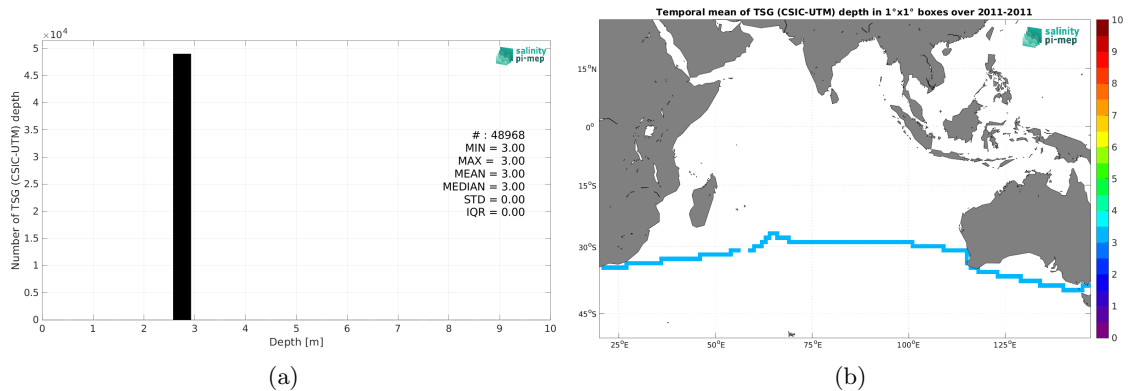 ×10⁴
5
4.5
4
3.5
3
2.5
2
1.5
1
0.5
0
Number of TSG (CSIC-UTM) depth
salinity
pi-mep
# : 48968
MIN = 3.00
MAX = 3.00
MEAN = 3.00
MEDIAN = 3.00
STD = 0.00
IQR = 0.00
0 1 2 3 4 5 6 7 8 9 10
Depth [m]
(a)
Temporal mean of TSG (CSIC-UTM) depth in 1°x1° boxes over 2011-2011
salinity
pi-mep
15°N
0°
15°S
30°S
45°S
25°E 50°E 75°E 100°E 125°E
10
9
8
7
6
5
4
3
2
1
0
(b)